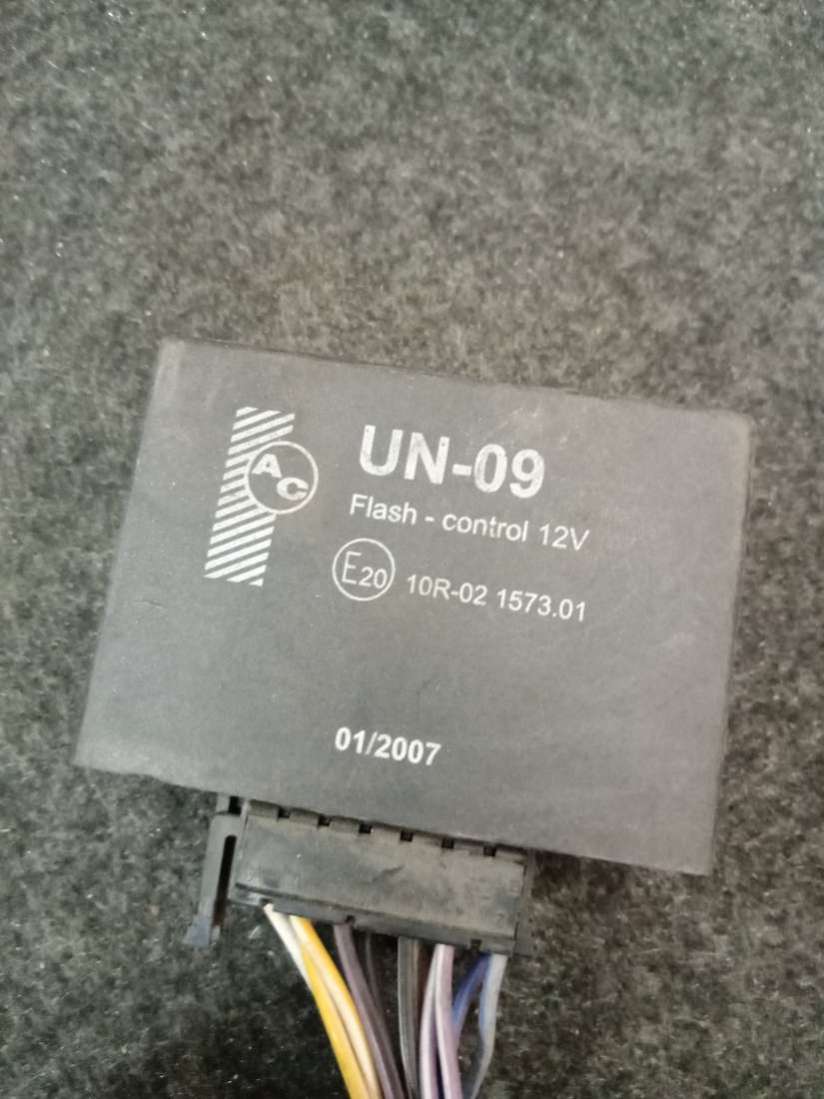 AC
UN-09
Flash - control 12V
E20 10R-02 1573.01
01/2007